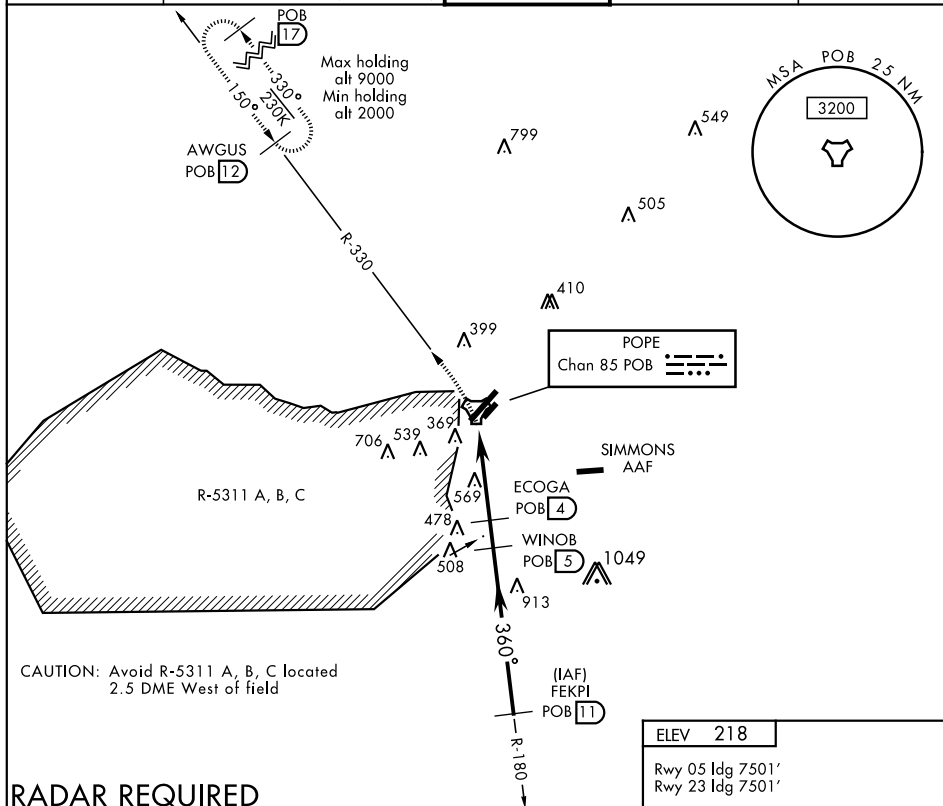 POB
17
Max holding
alt 9000
Min holding
alt 2000
330°
230K
150°
AWGUS
POB 12
MSA POB 25 NM
3200
549
799
505
R-330
410
399
POPE
Chan 85 POB
369
706
539
SIMMONS
AAF
R-5311 A, B, C
569
ECOGA
POB 4
478
WINOB
POB 5
508
1049
913
360°
CAUTION: Avoid R-5311 A, B, C located
2.5 DME West of field
(IAF)
FEKPI
POB 11
R-180
ELEV 218
Rwy 05 ldg 7501'
Rwy 23 ldg 7501'
RADAR REQUIRED